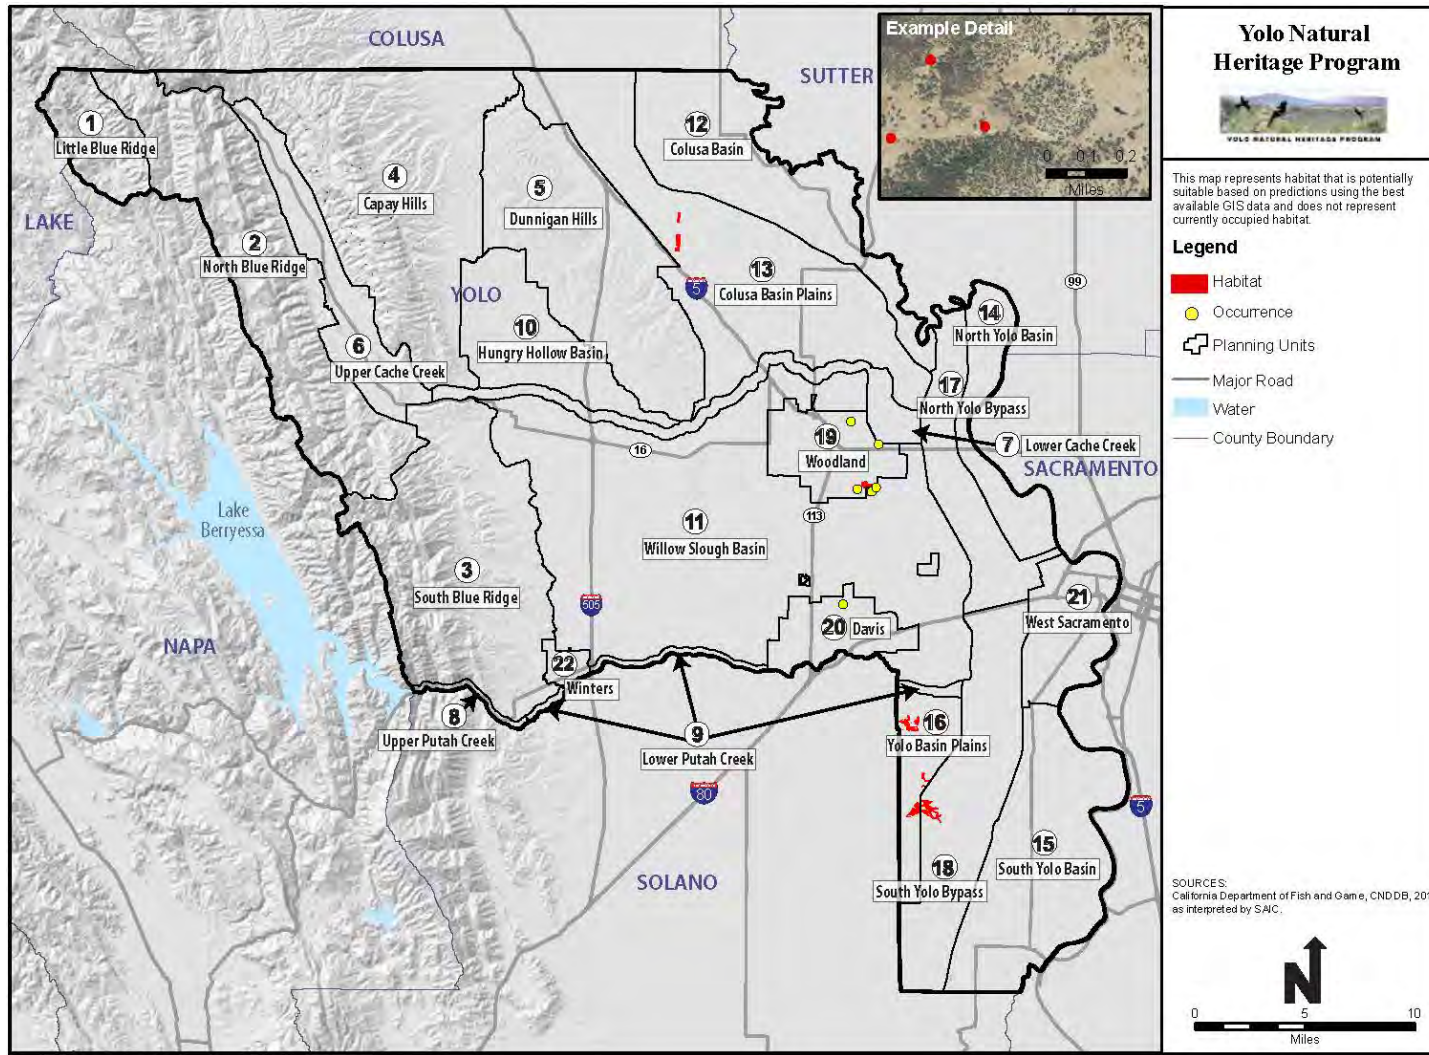 COLUSA
SUTTER
LAKE
YOLO
NAPA
SOLANO
SACRAMENTO
Lake
Berryessa
1
Little Blue Ridge
2
North Blue Ridge
3
South Blue Ridge
4
Capay Hills
5
Dunnigan Hills
6
Upper Cache Creek
7
Lower Cache Creek
8
Upper Putah Creek
9
Lower Putah Creek
10
Hungry Hollow Basin
11
Willow Slough Basin
12
Colusa Basin
13
Colusa Basin Plains
14
North Yolo Basin
15
South Yolo Basin
16
Yolo Basin Plains
17
North Yolo Bypass
18
South Yolo Bypass
19
Woodland
20 Davis
21
West Sacramento
22
Winters
5
99
16
113
505
80
5
Example Detail
0 0.1 0.2
Miles
Yolo Natural
Heritage Program
YOLO NATURAL HERITAGE PROGRAM
This map represents habitat that is potentially
suitable based on predictions using the best
available GIS data and does not represent
currently occupied habitat.
Legend
Habitat
Occurrence
Planning Units
Major Road
Water
County Boundary
SOURCES:
California Department of Fish and Game, CNDDB, 201
as interpreted by SAIC.
N
0 5 10
Miles